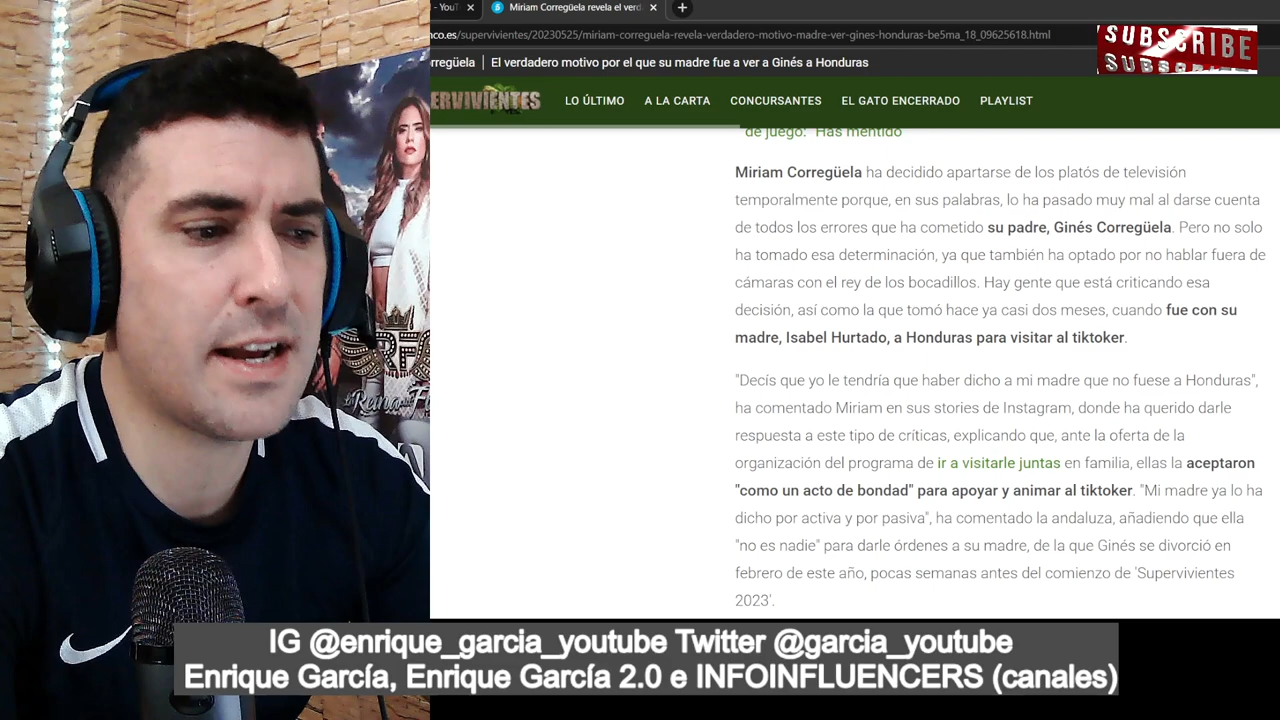 - YouT
Miriam Corregüela revela el verd
nco.es/supervivientes/20230525/miriam-correguela-revela-verdadero-motivo-madre-ver-gines-honduras-be5ma_18_09625618.html
SUBSCRIBE
SUBS
rregüela | El verdadero motivo por el que su madre fue a ver a Ginés a Honduras
ERVIVIENTES
LO ÚLTIMO A LA CARTA CONCURSANTES EL GATO ENCERRADO PLAYLIST
de juego: "Has mentido
Miriam Corregüela ha decidido apartarse de los platós de televisión
temporalmente porque, en sus palabras, lo ha pasado muy mal al darse cuenta
de todos los errores que ha cometido su padre, Ginés Corregüela. Pero no solo
ha tomado esa determinación, ya que también ha optado por no hablar fuera de
cámaras con el rey de los bocadillos. Hay gente que está criticando esa
decisión, así como la que tomó hace ya casi dos meses, cuando fue con su
madre, Isabel Hurtado, a Honduras para visitar al tiktoker.
"Decís que yo le tendría que haber dicho a mi madre que no fuese a Honduras",
ha comentado Miriam en sus stories de Instagram, donde ha querido darle
respuesta a este tipo de críticas, explicando que, ante la oferta de la
organización del programa de ir a visitarle juntas en familia, ellas la aceptaron
"como un acto de bondad" para apoyar y animar al tiktoker. "Mi madre ya lo ha
dicho por activa y por pasiva", ha comentado la andaluza, añadiendo que ella
"no es nadie" para darle órdenes a su madre, de la que Ginés se divorció en
febrero de este año, pocas semanas antes del comienzo de 'Supervivientes
2023'.
RF
La Reina del F
IG @enrique_garcia_youtube Twitter @garcia_youtube
Enrique García, Enrique García 2.0 e INFOINFLUENCERS (canales)